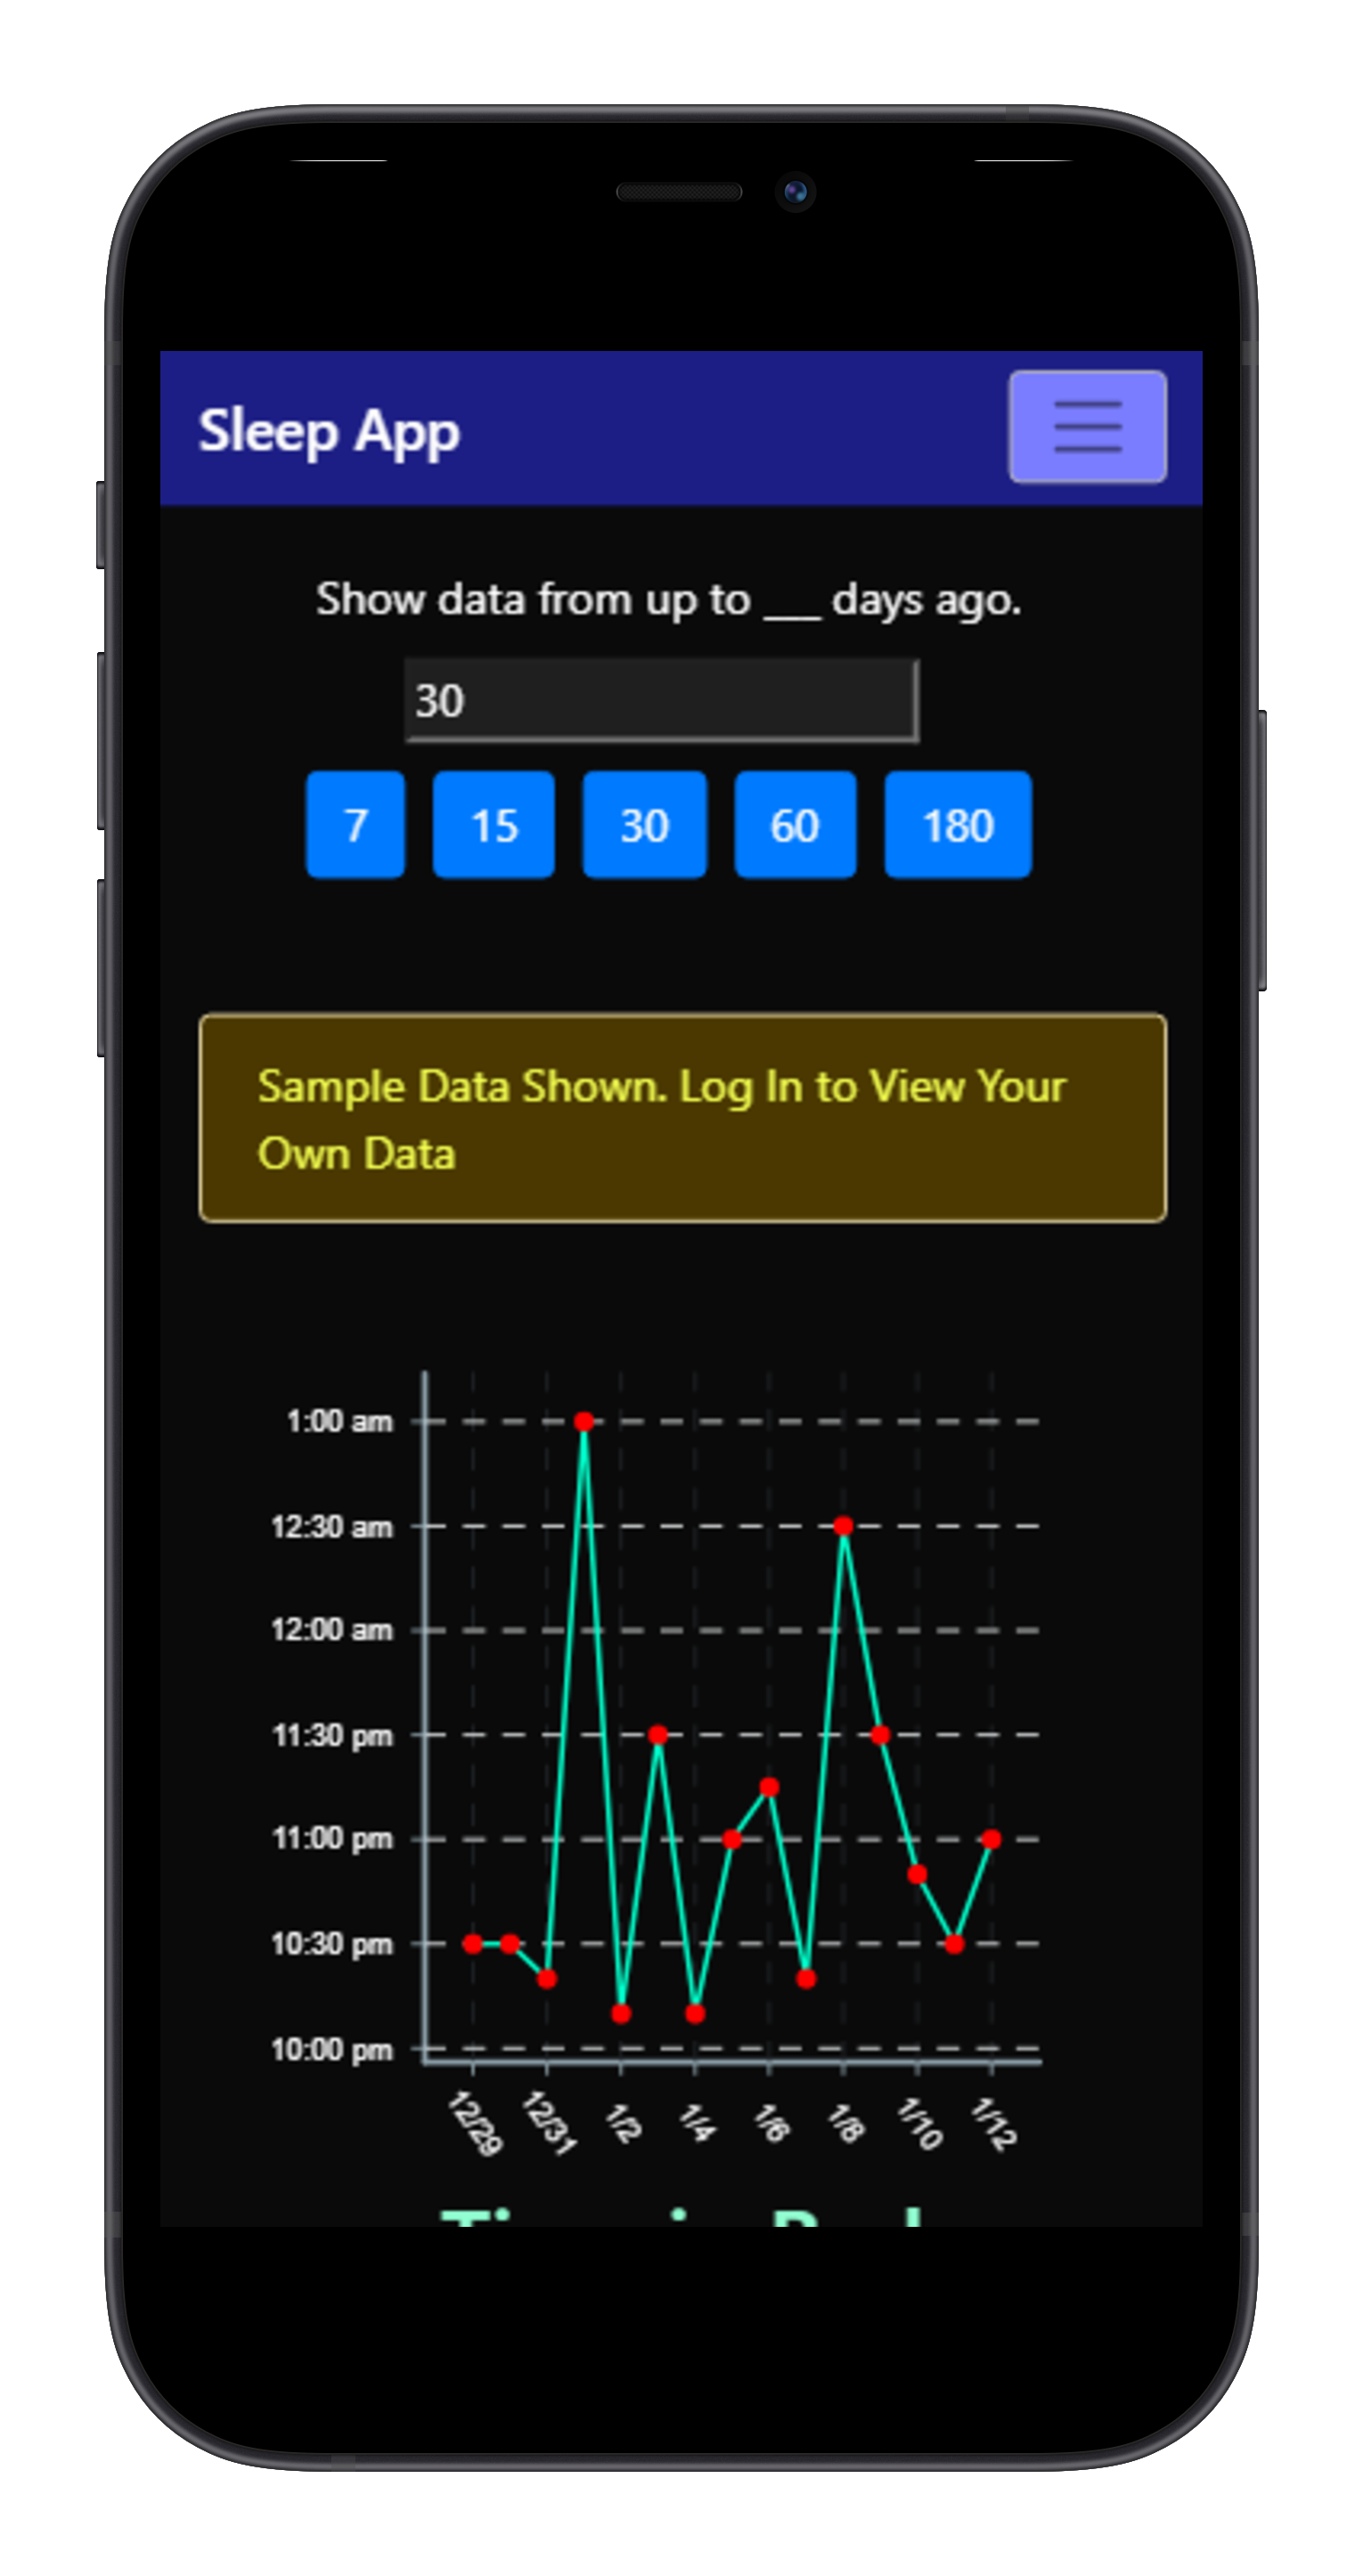 Sleep App
Show data from up to ___ days ago.
30
7 15 30 60 180
Sample Data Shown. Log In to View Your
Own Data
1:00 am
12:30 am
12:00 am
11:30 pm
11:00 pm
10:30 pm
10:00 pm
12/29 12/31 1/2 1/4 1/6 1/8 1/10 1/12